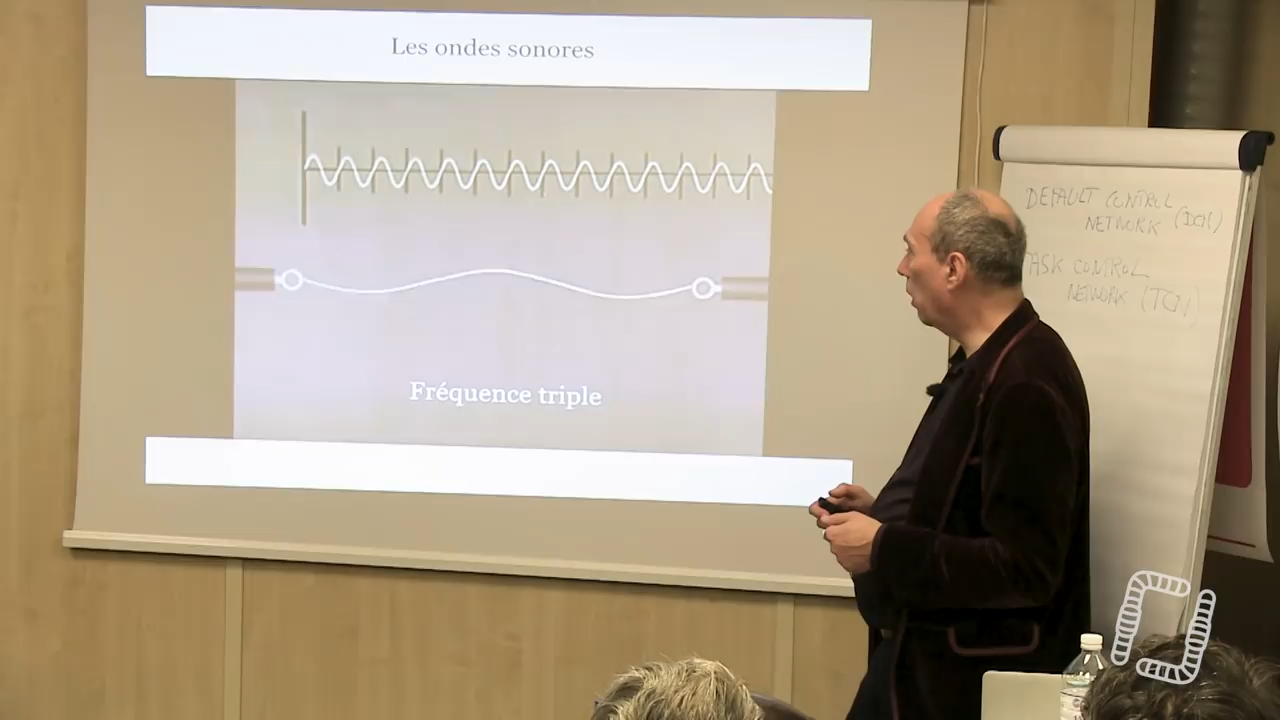 Les ondes sonores
Fréquence triple
DEFAULT CONTROL
NETWORK (DCN)
TASK CONTROL
NETWORK (TCN)